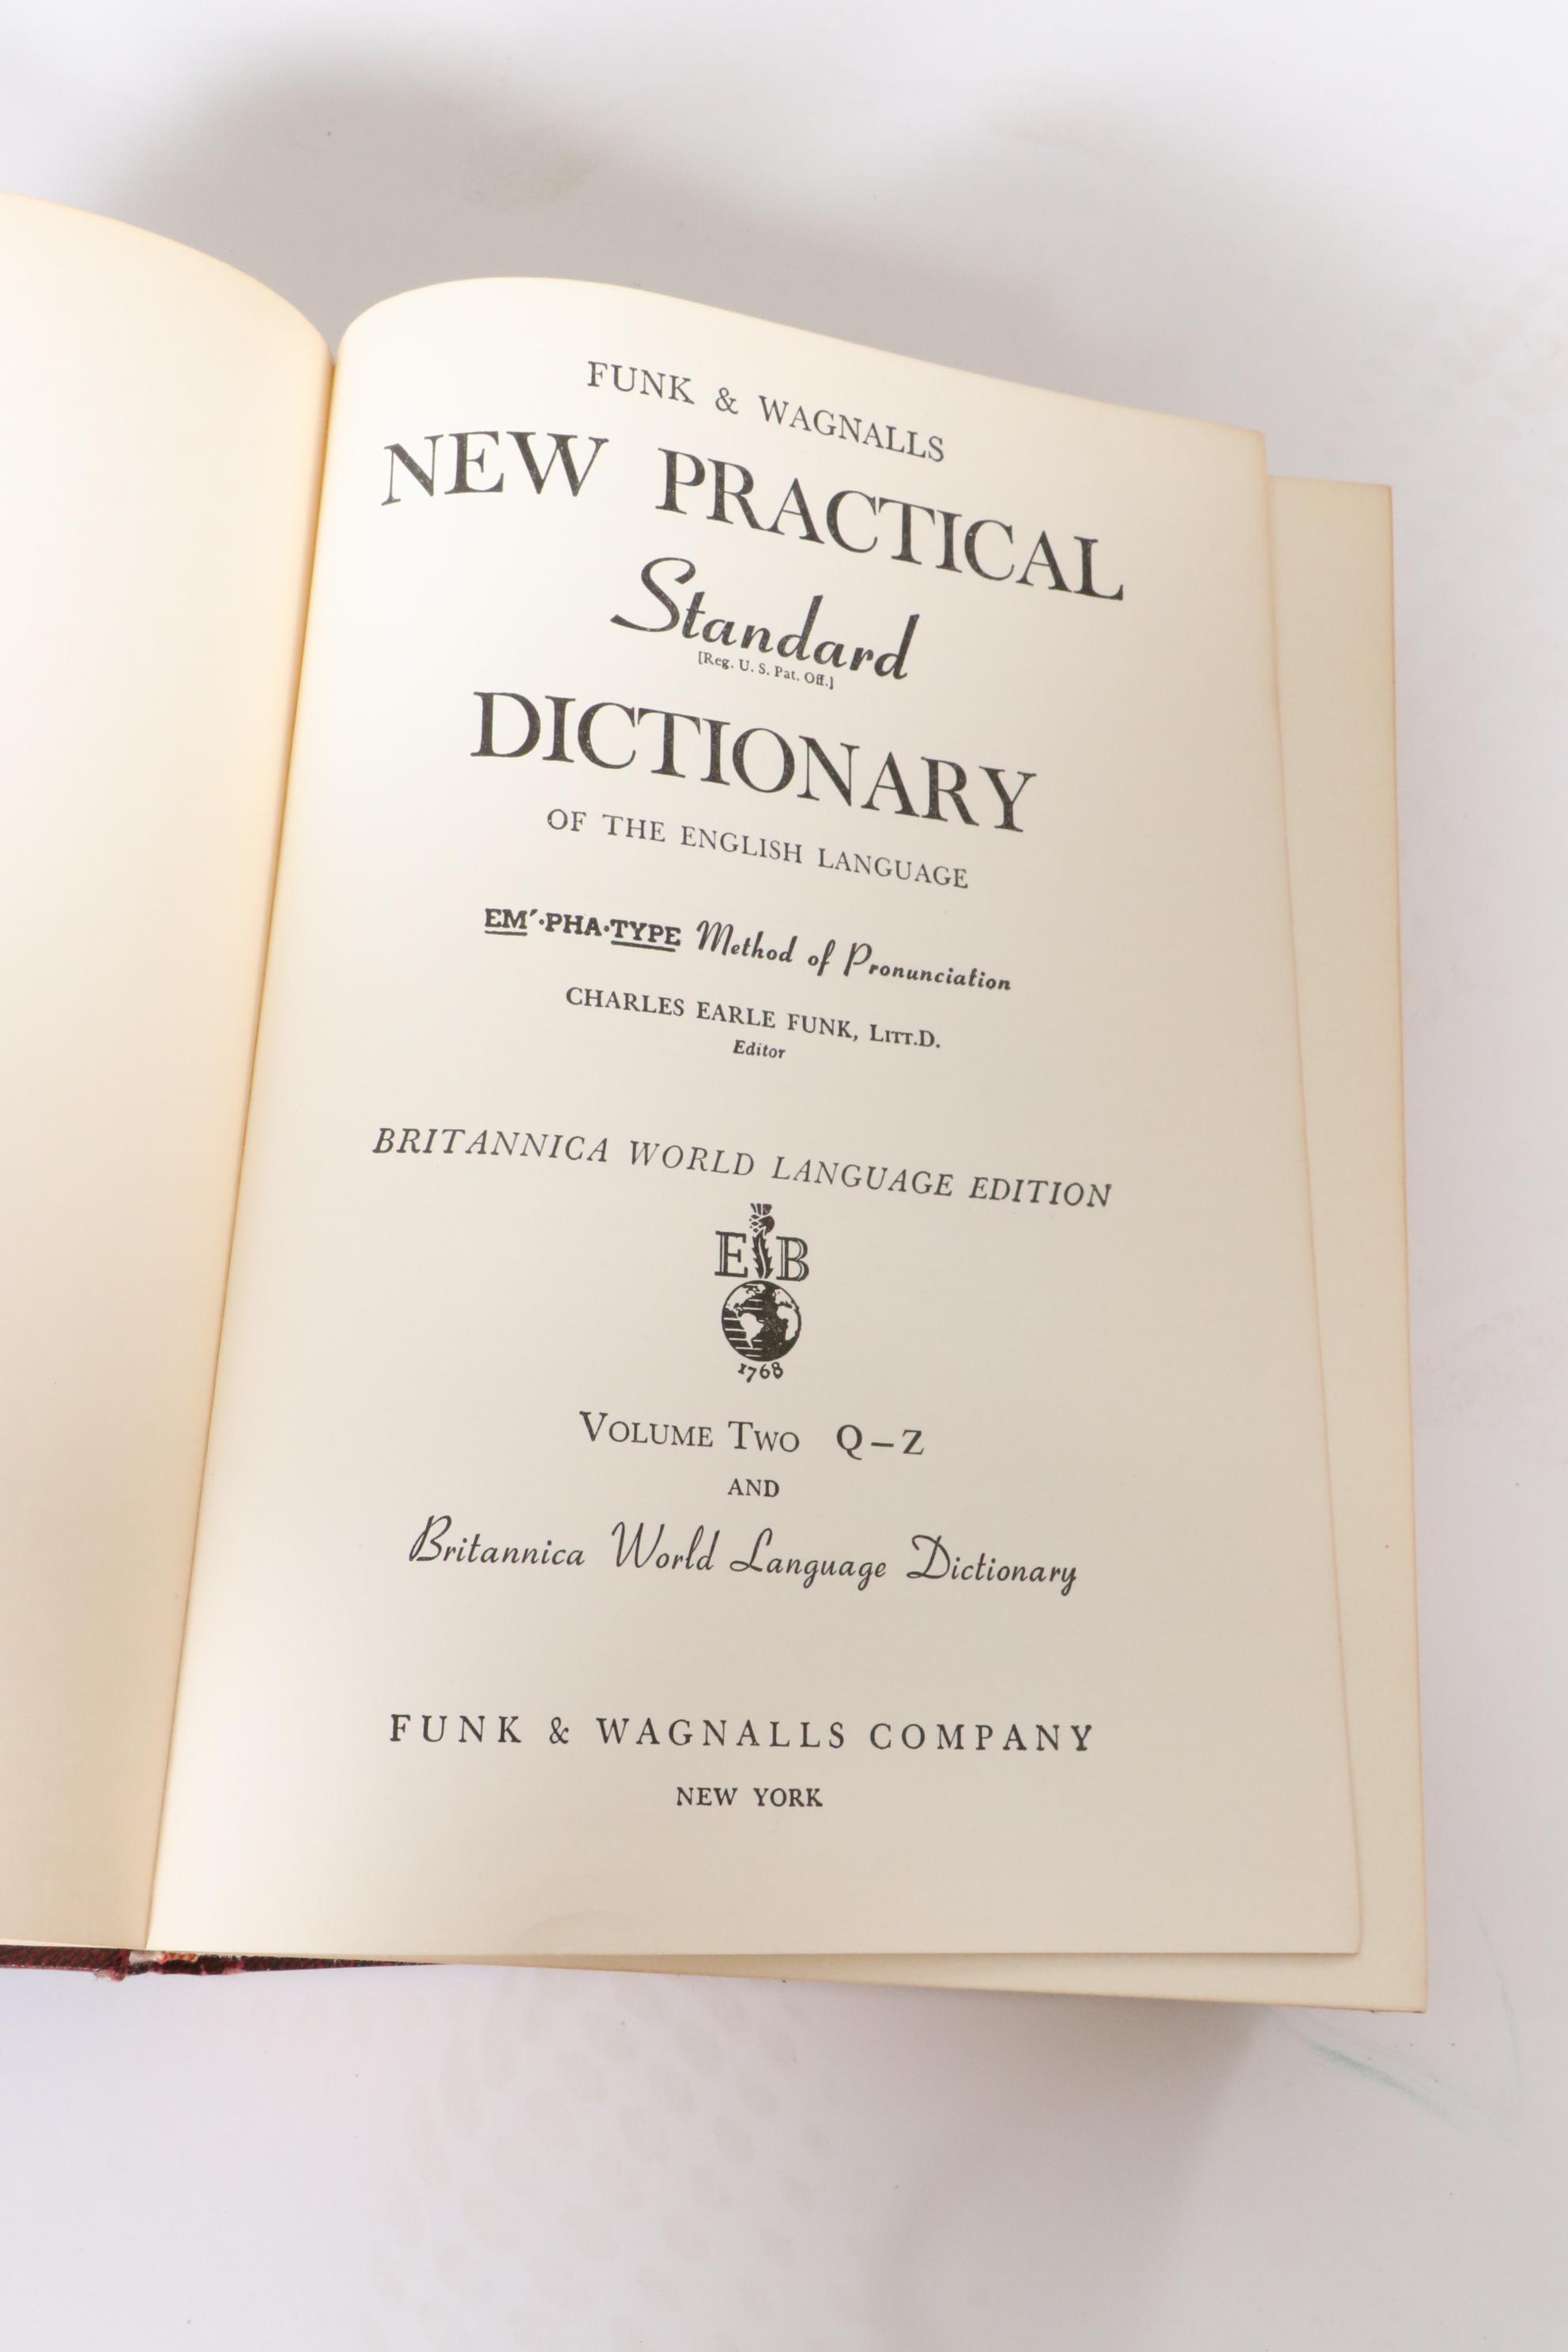 FUNK & WAGNALLS
NEW PRACTICAL
Standard
[Reg. U. S. Pat. Off.]
DICTIONARY
OF THE ENGLISH LANGUAGE
EM′·PHA·TYPE Method of Pronunciation
CHARLES EARLE FUNK, LITT.D.
Editor
BRITANNICA WORLD LANGUAGE EDITION
E B
1768
VOLUME TWO Q–Z
AND
Britannica World Language Dictionary
FUNK & WAGNALLS COMPANY
NEW YORK